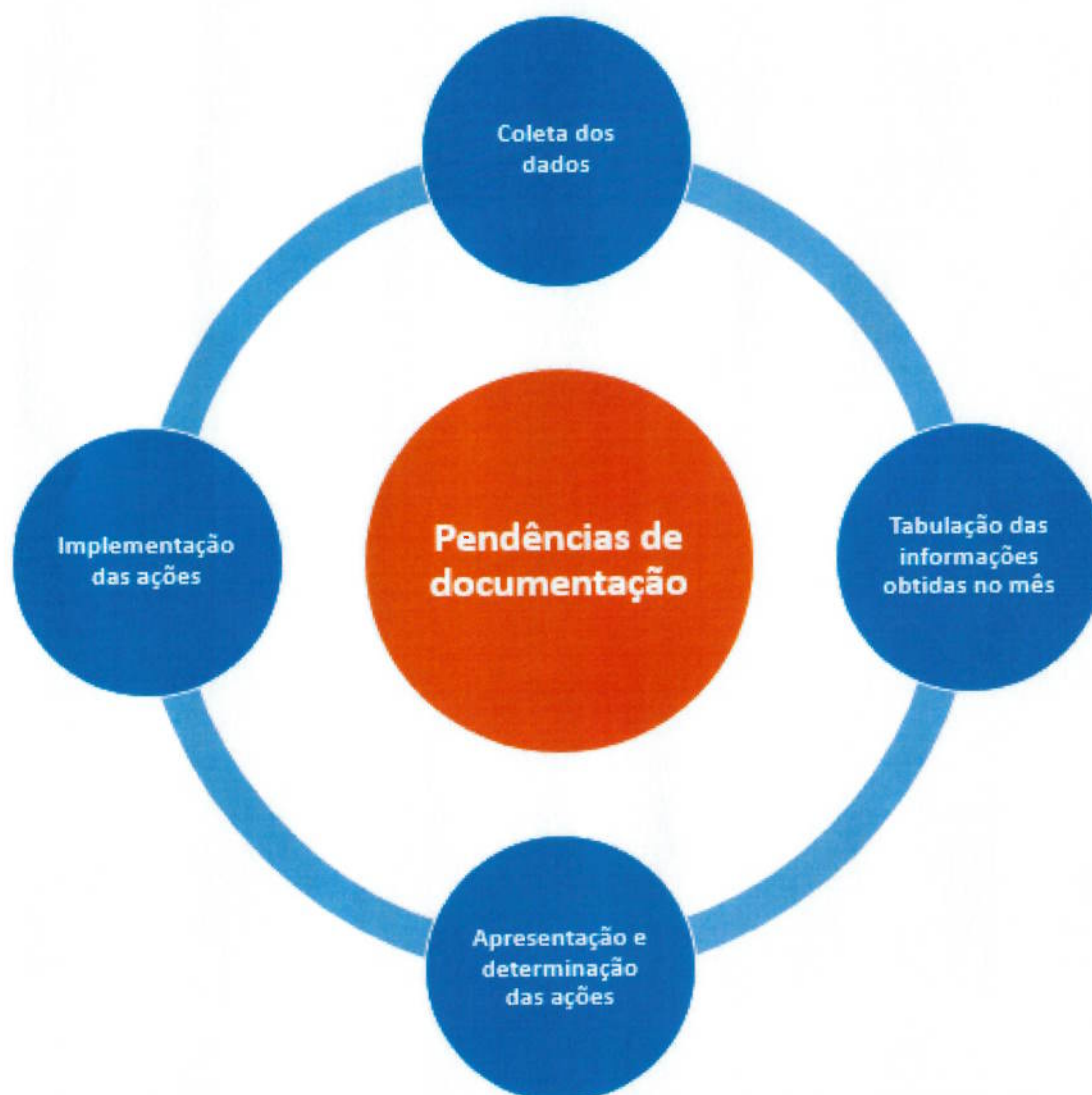 Coleta dos
dados
Tabulação das
informações
obtidas no mês
Apresentação e
determinação
das ações
Implementação
das ações
Pendências de
documentação